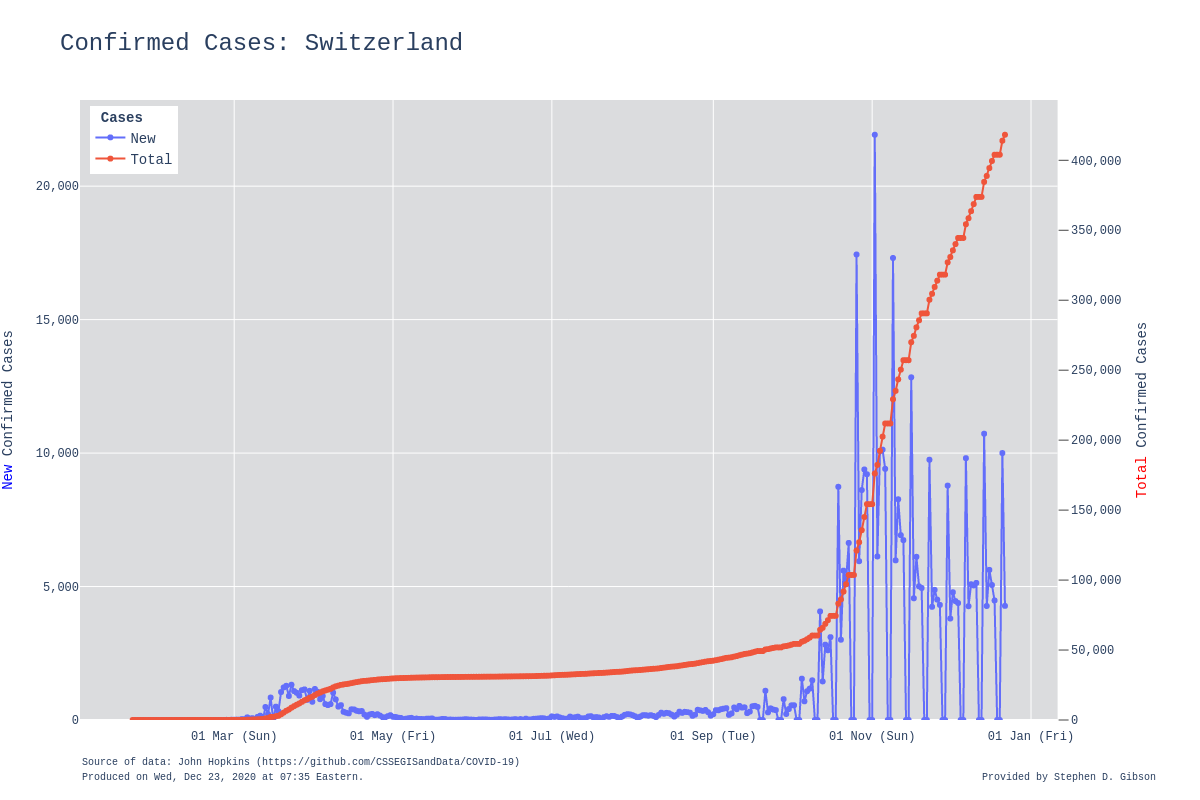 Confirmed Cases: Switzerland
Cases
New
Total
20,000
15,000
10,000
5,000
0
New Confirmed Cases
400,000
350,000
300,000
250,000
200,000
150,000
100,000
50,000
0
Total Confirmed Cases
01 Mar (Sun) 01 May (Fri) 01 Jul (Wed) 01 Sep (Tue) 01 Nov (Sun) 01 Jan (Fri)
Source of data: John Hopkins (https://github.com/CSSEGISandData/COVID-19)
Produced on Wed, Dec 23, 2020 at 07:35 Eastern.
Provided by Stephen D. Gibson